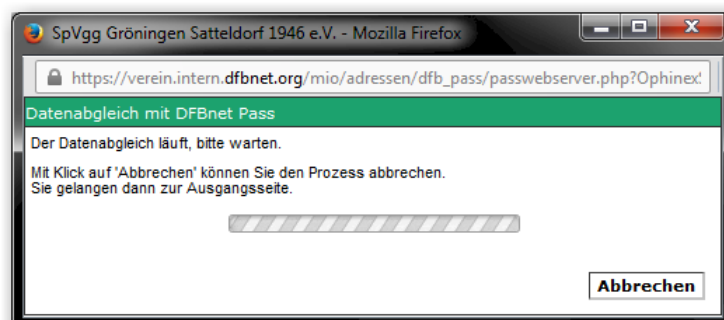 SpVgg Gröningen Satteldorf 1946 e.V. - Mozilla Firefox
https://verein.intern.dfbnet.org/mio/adressen/dfb_pass/passwebserver.php?Ophinex
Datenabgleich mit DFBnet Pass
Der Datenabgleich läuft, bitte warten.
Mit Klick auf 'Abbrechen' können Sie den Prozess abbrechen.
Sie gelangen dann zur Ausgangsseite.
Abbrechen